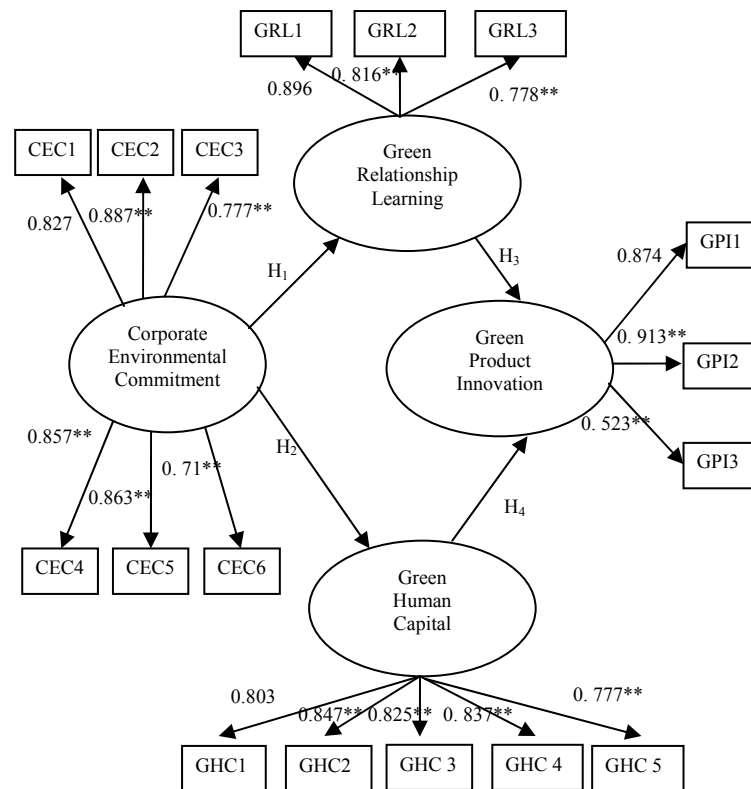 GRL1 GRL2 GRL3
0.896 0. 816** 0. 778**
CEC1 CEC2 CEC3
0.827 0.887** 0.777**
Green
Relationship
Learning
H1
H3
GPI1
0.874
Corporate
Environmental
Commitment
Green
Product
Innovation
0. 913** GPI2
0. 523**
GPI3
0.857** 0.863** 0. 71**
H2
H4
CEC4 CEC5 CEC6
Green
Human
Capital
0.803 0.847** 0.825** 0. 837** 0. 777**
GHC1 GHC2 GHC 3 GHC 4 GHC 5